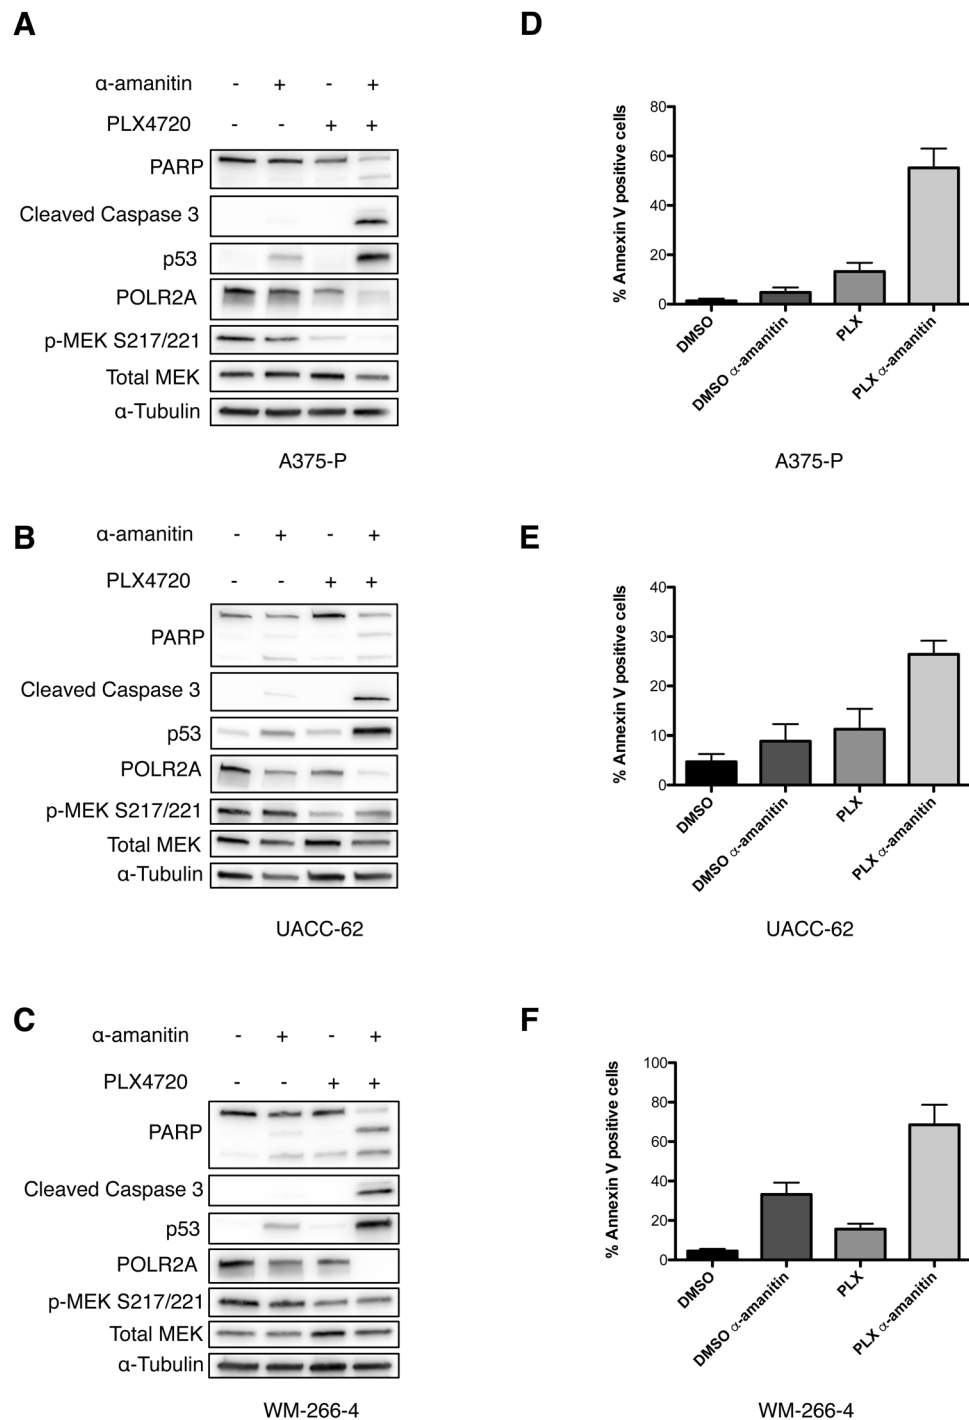 A
α-amanitin - + - +
PLX4720 - - + +
PARP
Cleaved Caspase 3
p53
POLR2A
p-MEK S217/221
Total MEK
α-Tubulin
A375-P
D
% Annexin V positive cells
80
60
40
20
0
DMSO
DMSO α-amanitin
PLX
PLX α-amanitin
A375-P
B
α-amanitin - + - +
PLX4720 - - + +
PARP
Cleaved Caspase 3
p53
POLR2A
p-MEK S217/221
Total MEK
α-Tubulin
UACC-62
E
% Annexin V positive cells
40
30
20
10
0
DMSO
DMSO α-amanitin
PLX
PLX α-amanitin
UACC-62
C
α-amanitin - + - +
PLX4720 - - + +
PARP
Cleaved Caspase 3
p53
POLR2A
p-MEK S217/221
Total MEK
α-Tubulin
WM-266-4
F
% Annexin V positive cells
100
80
60
40
20
0
DMSO
DMSO α-amanitin
PLX
PLX α-amanitin
WM-266-4